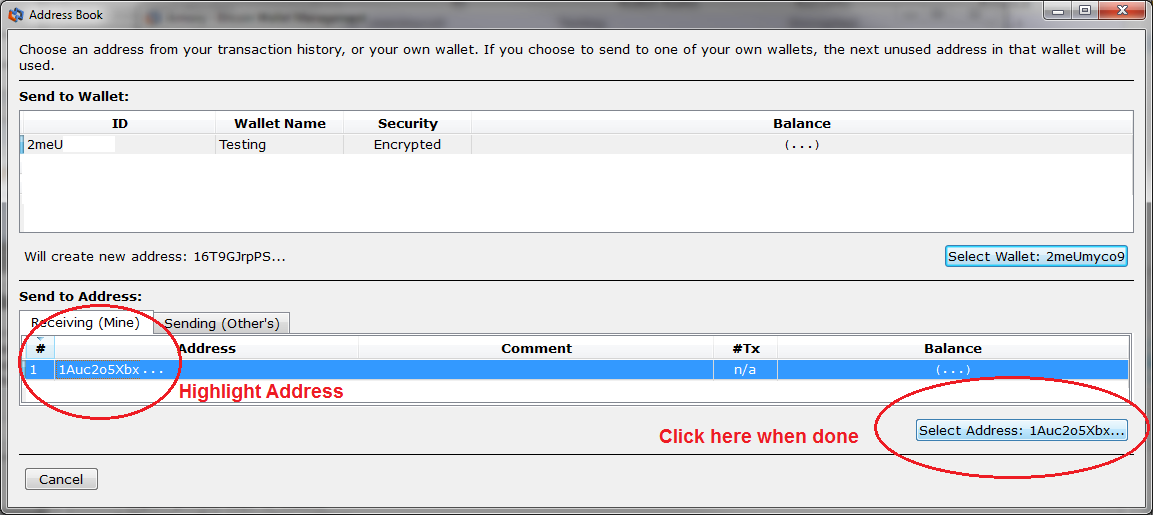 Address Book
Choose an address from your transaction history, or your own wallet. If you choose to send to one of your own wallets, the next unused address in that wallet will be
used.
Send to Wallet:
ID Wallet Name Security Balance
2meU Testing Encrypted (...)
Will create new address: 16T9GJrpPS... Select Wallet: 2meUmyco9
Send to Address:
Receiving (Mine) Sending (Other's)
# Address Comment #Tx Balance
1 1Auc2o5Xbx... n/a (...)
Highlight Address
Click here when done Select Address: 1Auc2o5Xbx...
Cancel